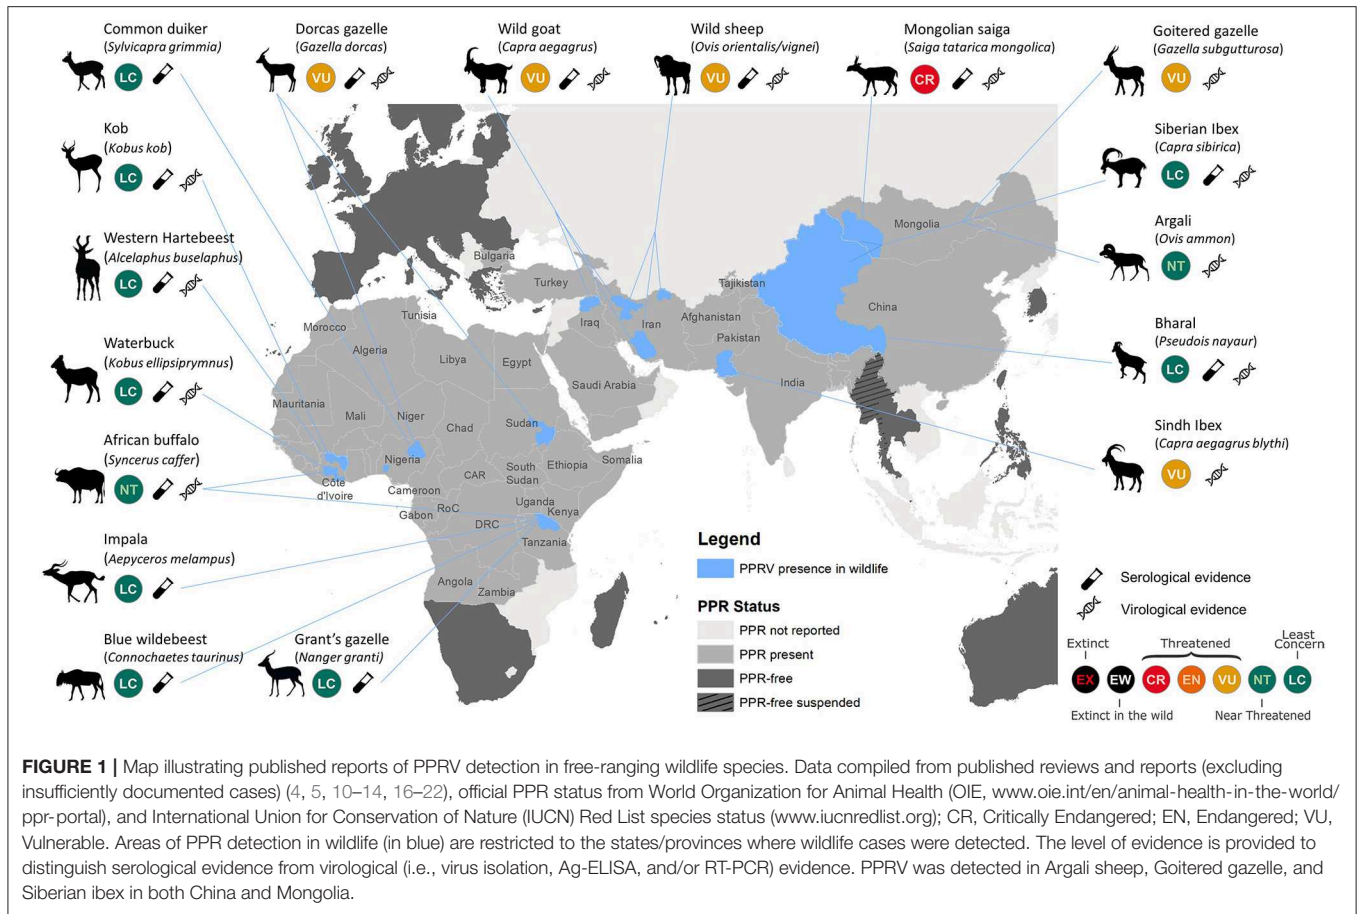 Common duiker
(Sylvicapra grimmia)
LC
Dorcas gazelle
(Gazella dorcas)
VU
Wild goat
(Capra aegagrus)
VU
Wild sheep
(Ovis orientalis/vignei)
VU
Mongolian saiga
(Saiga tatarica mongolica)
CR
Goitered gazelle
(Gazella subgutturosa)
VU
Kob
(Kobus kob)
LC
Siberian Ibex
(Capra sibirica)
LC
Western Hartebeest
(Alcelaphus buselaphus)
LC
Argali
(Ovis ammon)
NT
Waterbuck
(Kobus ellipsiprymnus)
LC
Bharal
(Pseudois nayaur)
LC
African buffalo
(Syncerus caffer)
NT
Sindh Ibex
(Capra aegagrus blythi)
VU
Impala
(Aepyceros melampus)
LC
Blue wildebeest
(Connochaetes taurinus)
LC
Grant's gazelle
(Nanger granti)
LC
Mongolia
Bulgaria
Turkey
Tajikistan
China
Tunisia
Morocco
Iraq
Iran
Afghanistan
Pakistan
Algeria
Libya
Egypt
Saudi Arabia
India
Mauritania
Mali
Niger
Chad
Sudan
Nigeria
CAR
South
Sudan
Ethiopia
Somalia
Côte
d'Ivoire
Cameroon
Gabon
RoC
DRC
Uganda
Kenya
Tanzania
Angola
Zambia
Legend
PPRV presence in wildlife
PPR Status
PPR not reported
PPR present
PPR-free
PPR-free suspended
Serological evidence
Virological evidence
Extinct
Threatened
Least
Concern
EX
EW
CR
EN
VU
NT
LC
Extinct in the wild
Near Threatened
FIGURE 1 | Map illustrating published reports of PPRV detection in free-ranging wildlife species. Data compiled from published reviews and reports (excluding
insufficiently documented cases) (4, 5, 10–14, 16–22), official PPR status from World Organization for Animal Health (OIE, www.oie.int/en/animal-health-in-the-world/
ppr-portal), and International Union for Conservation of Nature (IUCN) Red List species status (www.iucnredlist.org); CR, Critically Endangered; EN, Endangered; VU,
Vulnerable. Areas of PPR detection in wildlife (in blue) are restricted to the states/provinces where wildlife cases were detected. The level of evidence is provided to
distinguish serological evidence from virological (i.e., virus isolation, Ag-ELISA, and/or RT-PCR) evidence. PPRV was detected in Argali sheep, Goitered gazelle, and
Siberian ibex in both China and Mongolia.